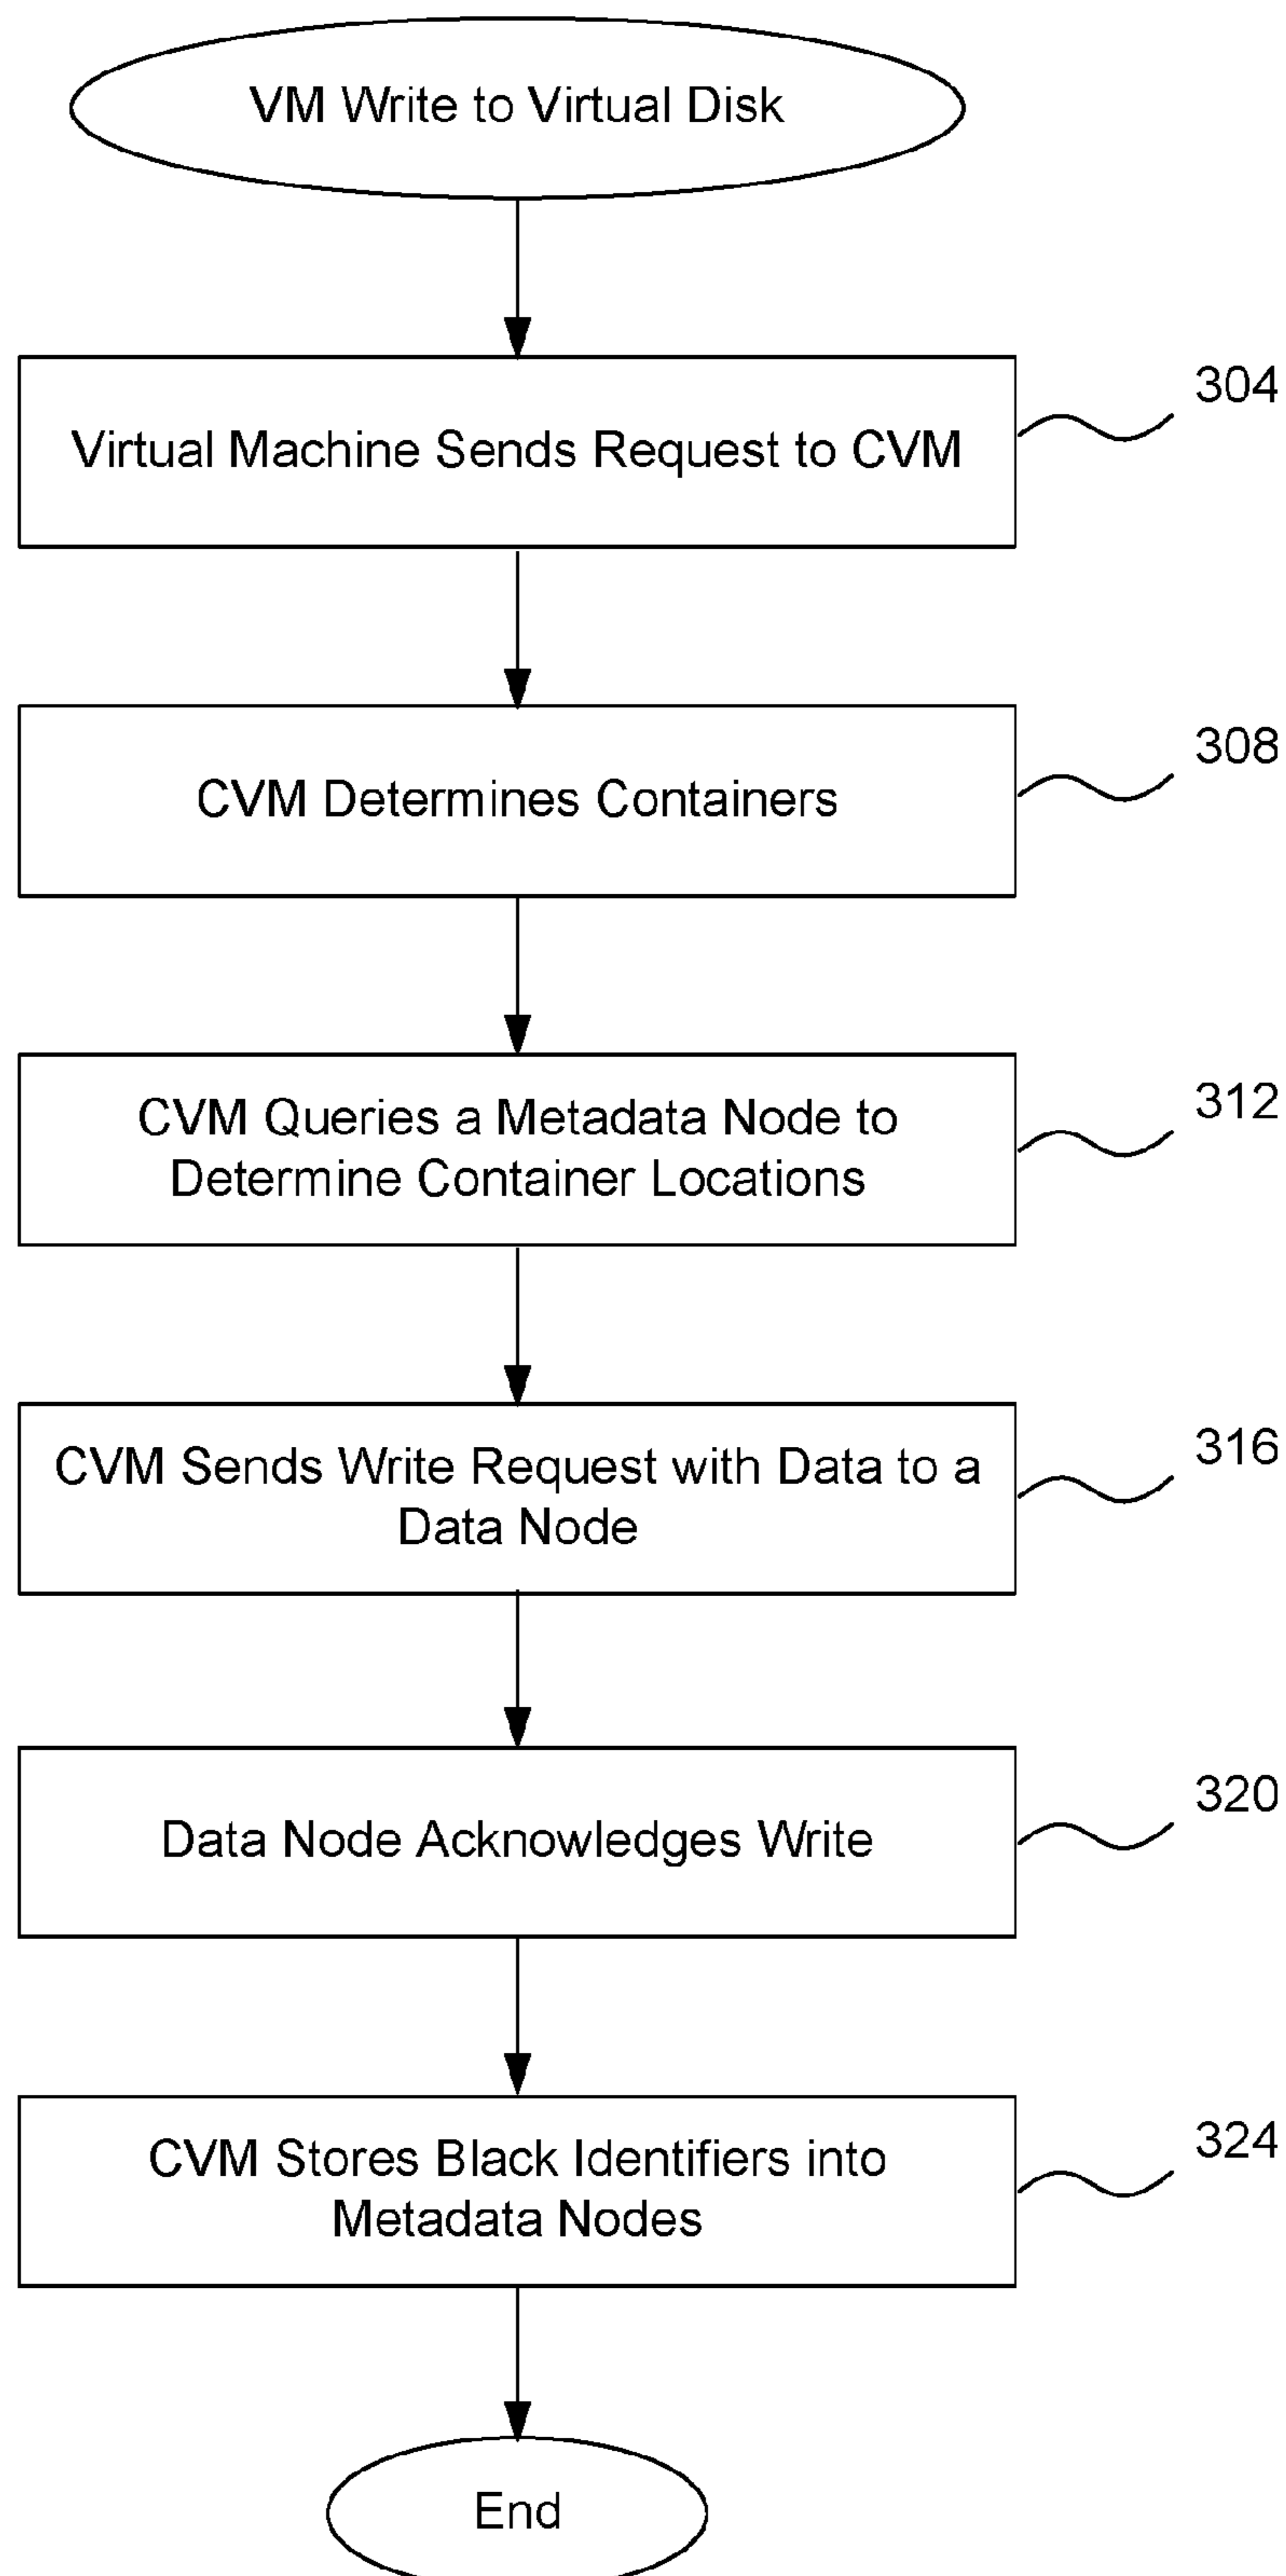 VM Write to Virtual Disk
304
Virtual Machine Sends Request to CVM
308
CVM Determines Containers
312
CVM Queries a Metadata Node to
Determine Container Locations
316
CVM Sends Write Request with Data to a
Data Node
320
Data Node Acknowledges Write
324
CVM Stores Black Identifiers into
Metadata Nodes
End